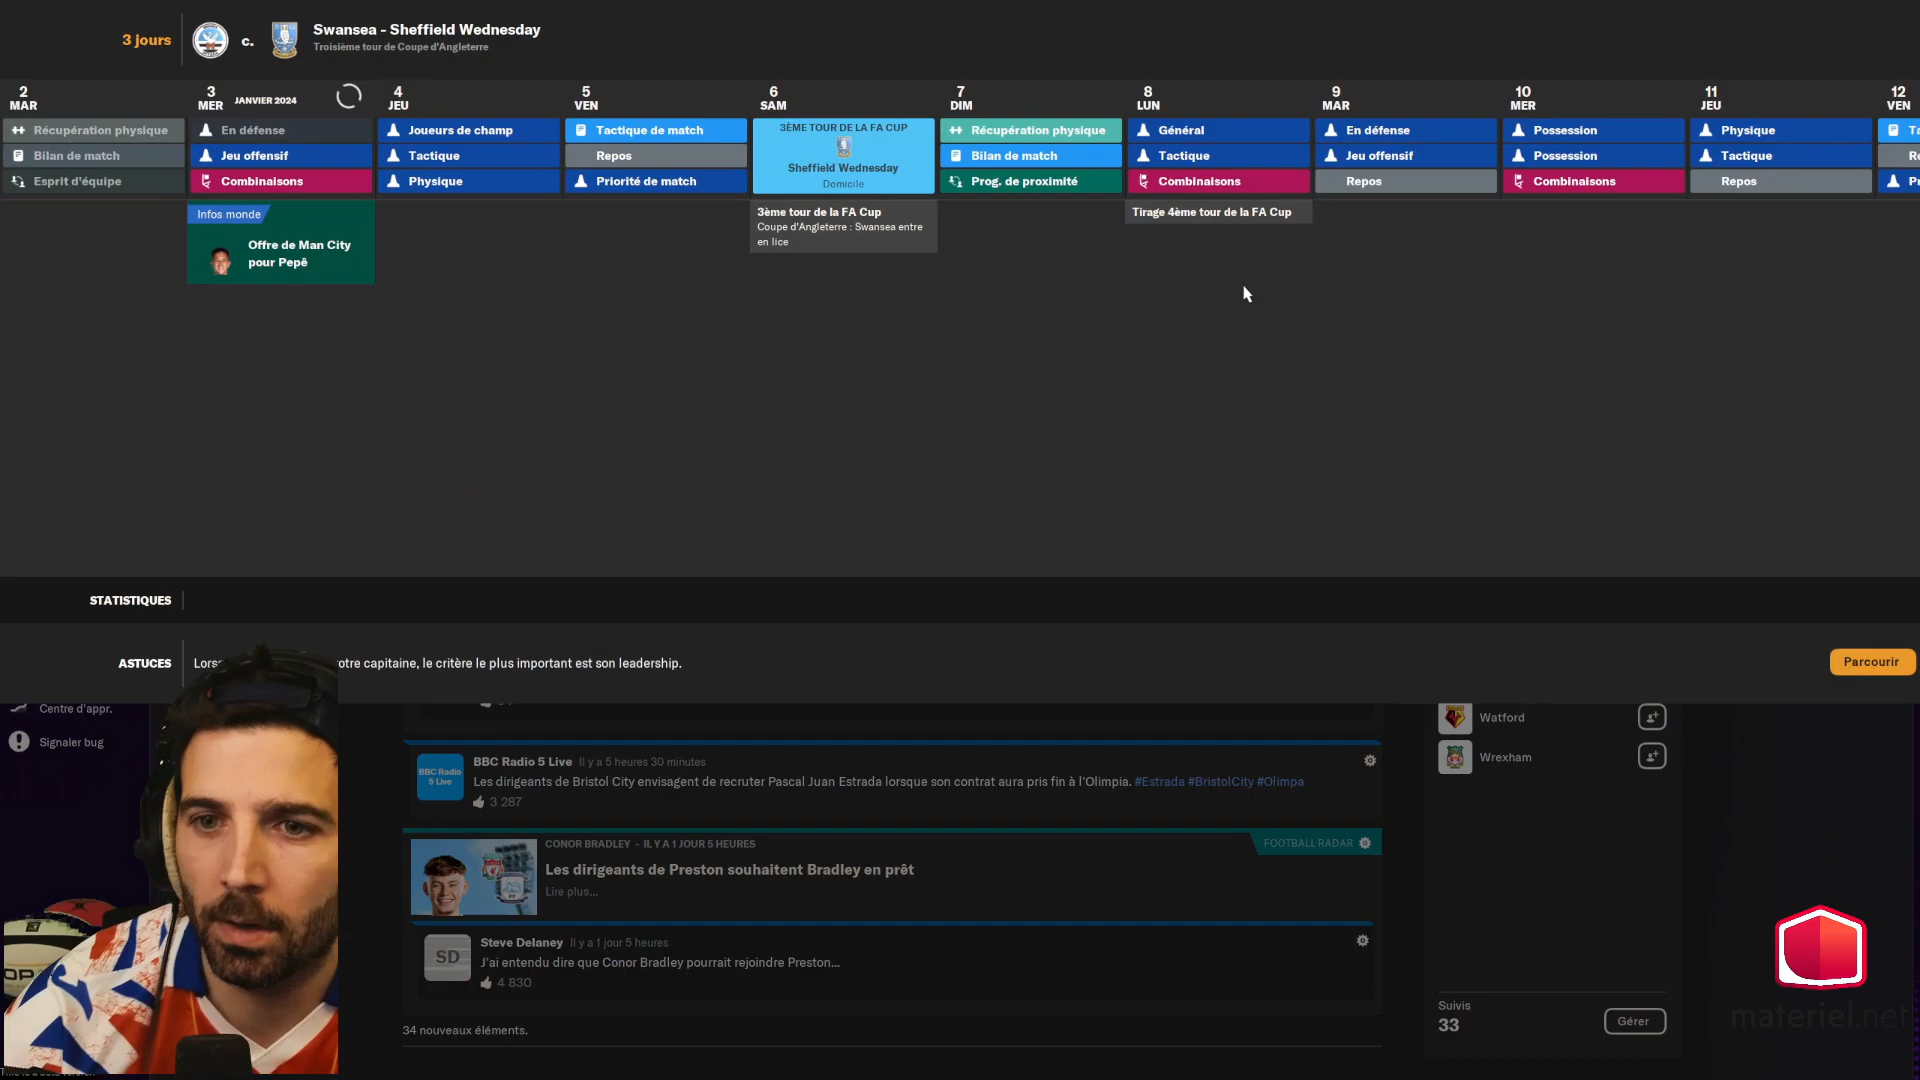 3 jours
c.
Swansea - Sheffield Wednesday
Troisième tour de Coupe d'Angleterre
2
MAR
3
MER
JANVIER 2024
4
JEU
5
VEN
6
SAM
7
DIM
8
LUN
9
MAR
10
MER
11
JEU
12
VEN
Récupération physique
Bilan de match
Esprit d'équipe
En défense
Jeu offensif
Combinaisons
Joueurs de champ
Tactique
Physique
Tactique de match
Repos
Priorité de match
3ÈME TOUR DE LA FA CUP
Sheffield Wednesday
Domicile
Récupération physique
Bilan de match
Prog. de proximité
Général
Tactique
Combinaisons
En défense
Jeu offensif
Repos
Possession
Possession
Combinaisons
Physique
Tactique
Repos
Infos monde
Offre de Man City
pour Pepê
3ème tour de la FA Cup
Coupe d'Angleterre : Swansea entre
en lice
Tirage 4ème tour de la FA Cup
STATISTIQUES
ASTUCES
otre capitaine, le critère le plus important est son leadership.
Parcourir
Centre d'appr.
Signaler bug
Watford
Wrexham
BBC Radio
5 Live
BBC Radio 5 Live Il y a 5 heures 30 minutes
Les dirigeants de Bristol City envisagent de recruter Pascal Juan Estrada lorsque son contrat aura pris fin à l'Olimpia. #Estrada #BristolCity #Olimpa
3 287
CONOR BRADLEY - IL Y A 1 JOUR 5 HEURES
FOOTBALL RADAR
Les dirigeants de Preston souhaitent Bradley en prêt
Lire plus...
SD
Steve Delaney Il y a 1 jour 5 heures
J'ai entendu dire que Conor Bradley pourrait rejoindre Preston...
4 830
34 nouveaux éléments.
Suivis
33
Gérer
materiel.net